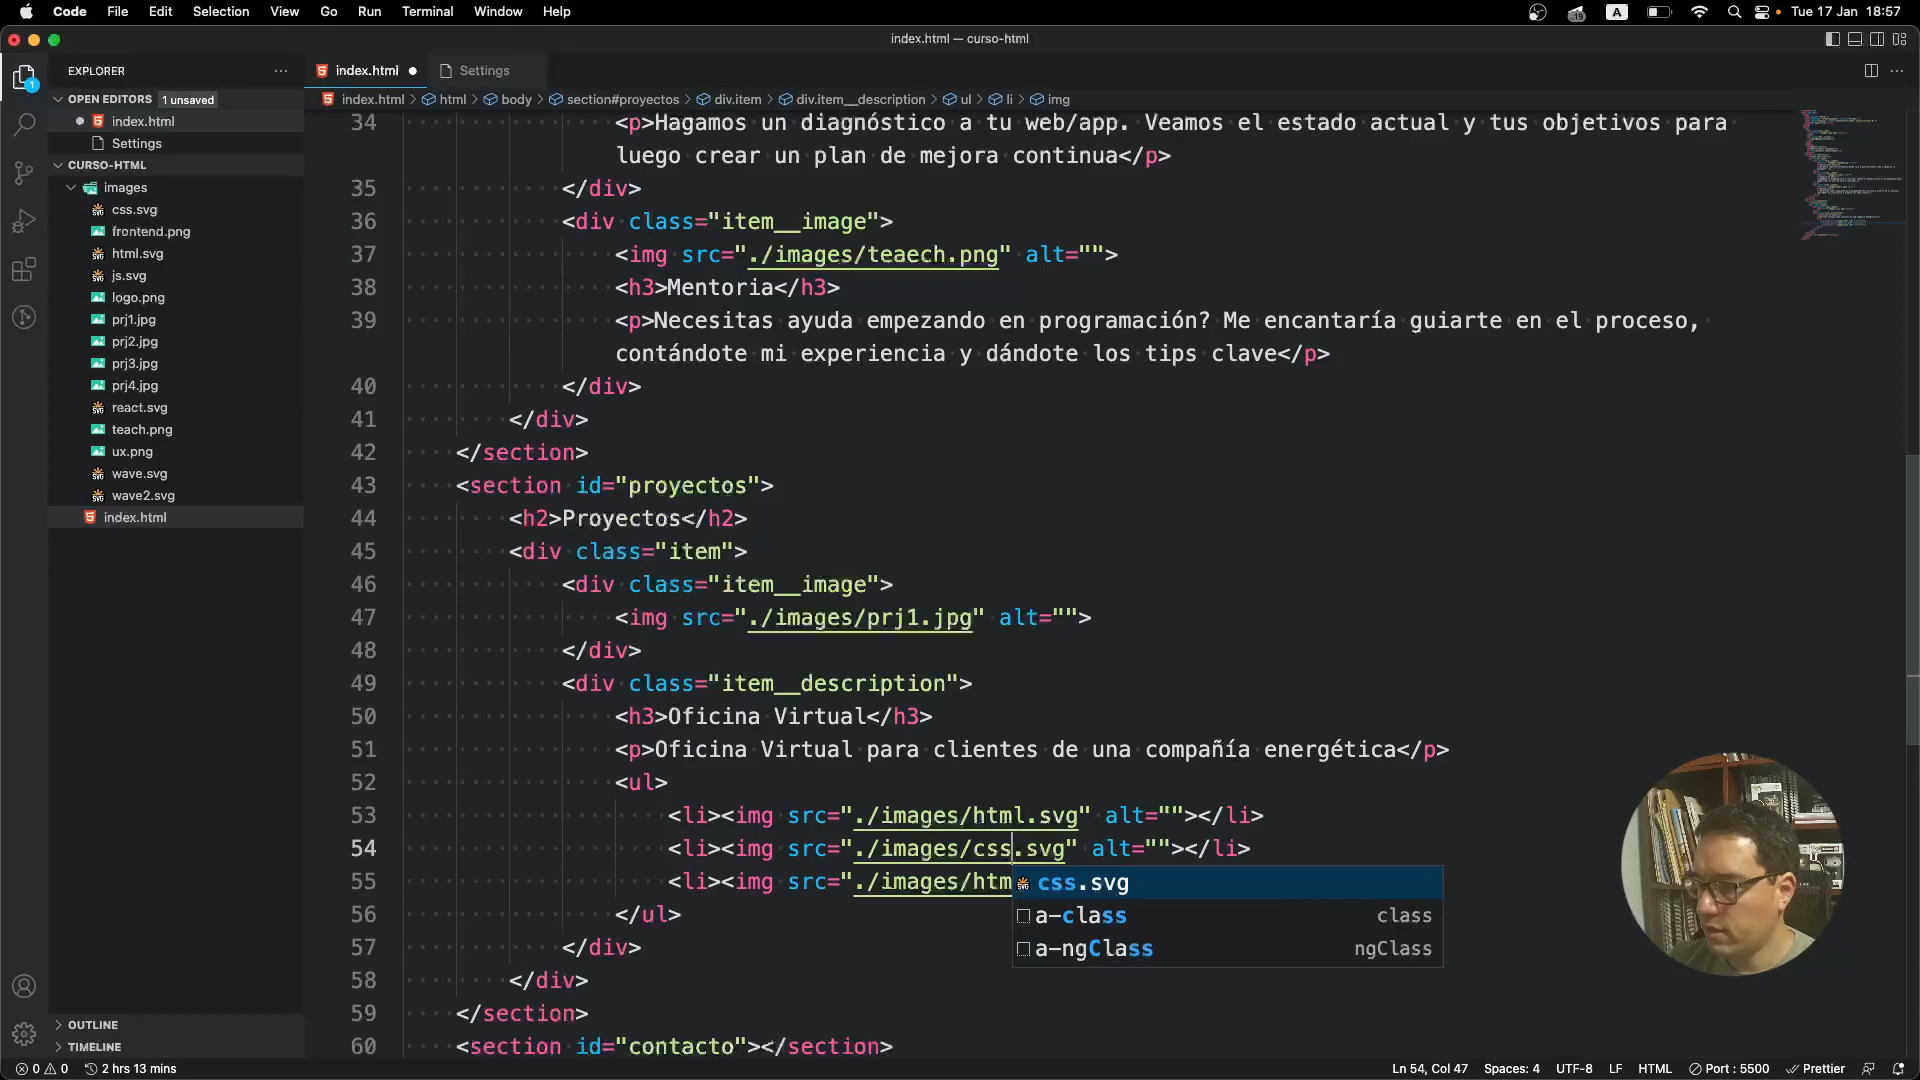 Code File Edit Selection View Go Run Terminal Window Help
A
Tue 17 Jan 18:57
index.html — curso-html
EXPLORER
OPEN EDITORS 1 unsaved
index.html
Settings
CURSO-HTML
images
css.svg
frontend.png
html.svg
js.svg
logo.png
prj1.jpg
prj2.jpg
prj3.jpg
prj4.jpg
react.svg
teach.png
ux.png
wave.svg
wave2.svg
index.html
OUTLINE
TIMELINE
index.html
Settings
index.html > html > body > section#proyectos > div.item > div.item__description > ul > li > img
34 <p>Hagamos un diagnóstico a tu web/app. Veamos el estado actual y tus objetivos para
luego crear un plan de mejora continua</p>
35 </div>
36 <div class="item__image">
37 <img src="./images/teaech.png" alt="">
38 <h3>Mentoria</h3>
39 <p>Necesitas ayuda empezando en programación? Me encantaría guiarte en el proceso,
contándote mi experiencia y dándote los tips clave</p>
40 </div>
41 </div>
42 </section>
43 <section id="proyectos">
44 <h2>Proyectos</h2>
45 <div class="item">
46 <div class="item__image">
47 <img src="./images/prj1.jpg" alt="">
48 </div>
49 <div class="item__description">
50 <h3>Oficina Virtual</h3>
51 <p>Oficina Virtual para clientes de una compañía energética</p>
52 <ul>
53 <li><img src="./images/html.svg" alt=""></li>
54 <li><img src="./images/css.svg" alt=""></li>
55 <li><img src="./images/htm
css.svg
a-class class
a-ngClass ngClass
56 </ul>
57 </div>
58 </div>
59 </section>
60 <section id="contacto"></section>
0 0 2 hrs 13 mins
Ln 54, Col 47 Spaces: 4 UTF-8 LF HTML Port : 5500 Prettier